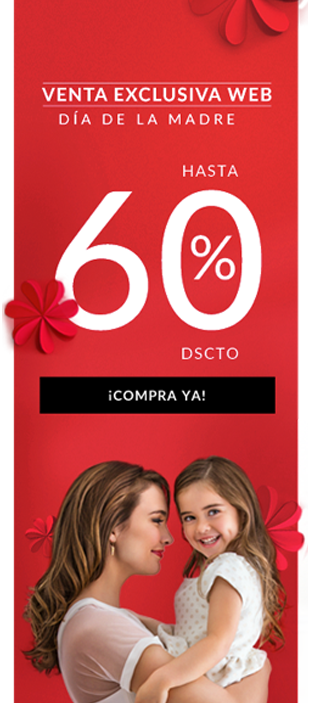 VENTA EXCLUSIVA WEB
DÍA DE LA MADRE
HASTA
60%
DSCTO
¡COMPRA YA!